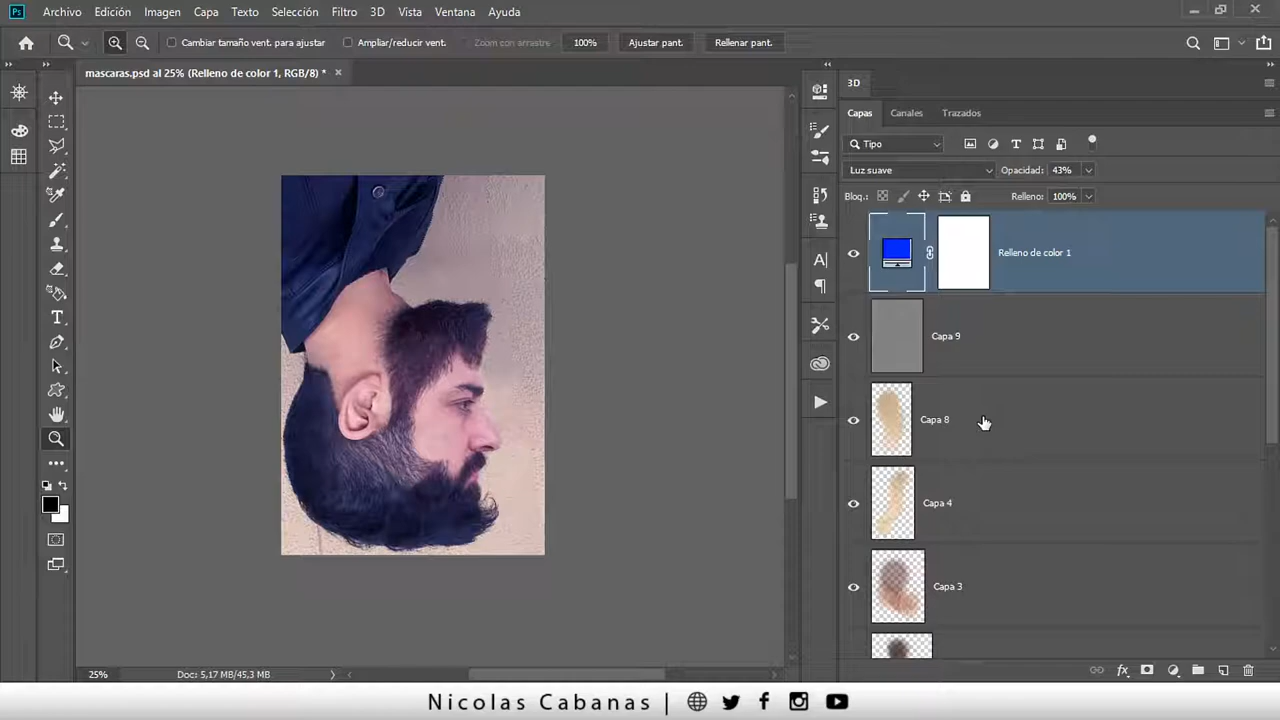 Ps Archivo Edición Imagen Capa Texto Selección Filtro 3D Vista Ventana Ayuda
Cambiar tamaño vent. para ajustar Ampliar/reducir vent. Zoom con arrastre 100% Ajustar pant. Rellenar pant.
mascaras.psd al 25% (Relleno de color 1, RGB/8) *
3D
Capas Canales Trazados
Tipo
Luz suave Opacidad: 43%
Bloq.: Relleno: 100%
Relleno de color 1
Capa 9
Capa 8
Capa 4
Capa 3
25% Doc: 5,17 MB/45,3 MB
Nicolas Cabanas |